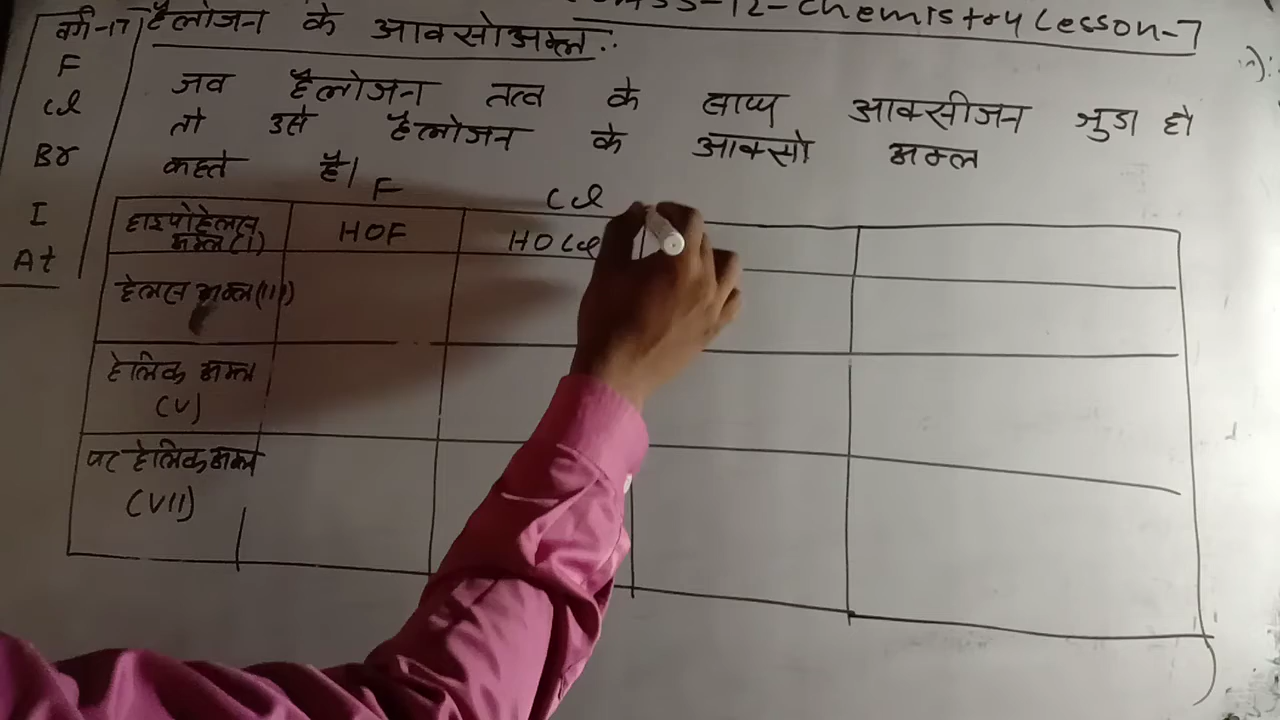 CLASS-12-Chemistry Lesson-7
वर्ग-17 हैलोजन के आक्सोअम्ल :-
F
Cl
Br
I
At
जब हैलोजन तत्व के साथ आक्सीजन जुडा हो
तो उसे हैलोजन के आक्सो अम्ल
कहते है।
F Cl
हाइपोहैलस अम्ल (I) HOF HOCl
हैलस अम्ल (III)
हैलिक अम्ल (V)
पर हैलिक अम्ल (VII)